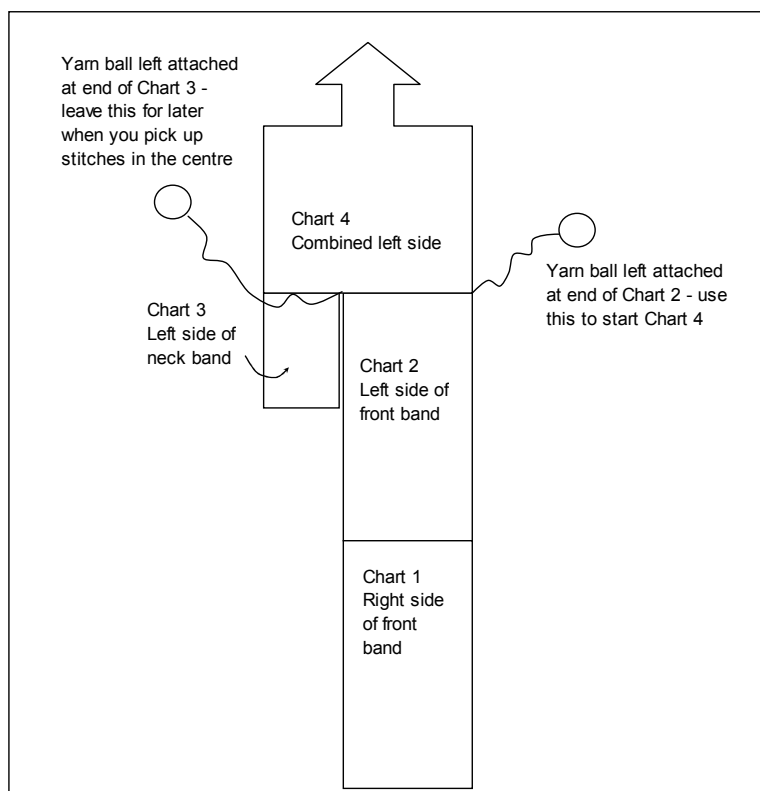 Yarn ball left attached
at end of Chart 3 -
leave this for later
when you pick up
stitches in the centre
Chart 4
Combined left side
Yarn ball left attached
at end of Chart 2 - use
this to start Chart 4
Chart 3
Left side of
neck band
Chart 2
Left side of
front band
Chart 1
Right side
of front
band